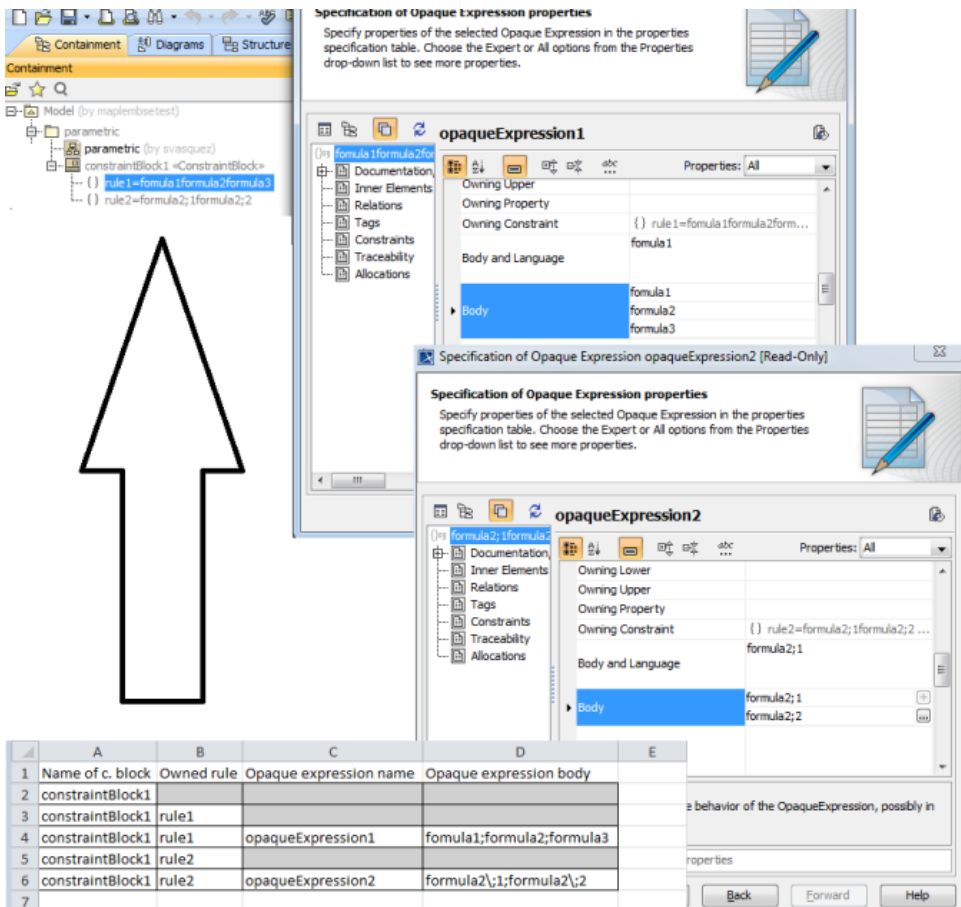 Specification of Opaque Expression properties
Specify properties of the selected Opaque Expression in the properties
specification table. Choose the Expert or All options from the Properties
drop-down list to see more properties.
Containment Diagrams Structure
Containment
Model (by maplembsetest)
parametric
parametric (by svasquez)
constraintBlock1 «ConstraintBlock»
{ } rule1=fomula1formula2formula3
{ } rule2=formula2;1formula2;2
opaqueExpression1
fomula1formula2for
Documentation,
Inner Elements
Relations
Tags
Constraints
Traceability
Allocations
Properties: All
Owning Upper
Owning Property
Owning Constraint { } rule1=fomula1formula2form...
Body and Language fomula1
Body
fomula1
formula2
formula3
Specification of Opaque Expression opaqueExpression2 [Read-Only]
Specification of Opaque Expression properties
Specify properties of the selected Opaque Expression in the properties
specification table. Choose the Expert or All options from the Properties
drop-down list to see more properties.
opaqueExpression2
formula2;1formula2
Documentation,
Inner Elements
Relations
Tags
Constraints
Traceability
Allocations
Properties: All
Owning Lower
Owning Upper
Owning Property
Owning Constraint { } rule2=formula2;1formula2;2 ...
Body and Language formula2;1
Body
formula2;1
formula2;2
e behavior of the OpaqueExpression, possibly in
roperties
Back Forward Help
A B C D E
1 Name of c. block Owned rule Opaque expression name Opaque expression body
2 constraintBlock1
3 constraintBlock1 rule1
4 constraintBlock1 rule1 opaqueExpression1 fomula1;formula2;formula3
5 constraintBlock1 rule2
6 constraintBlock1 rule2 opaqueExpression2 formula2\;1;formula2\;2
7